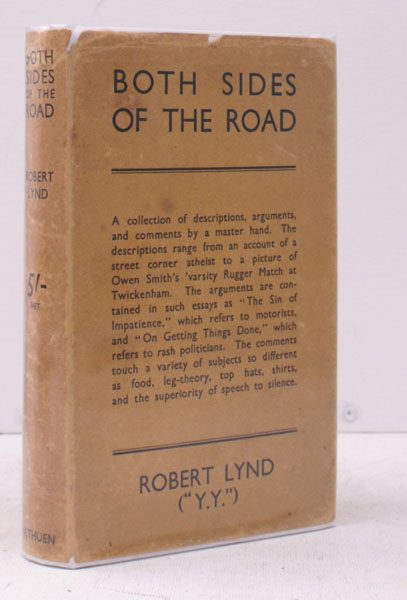 BOTH SIDES
OF THE ROAD
A collection of descriptions, arguments,
and comments by a master hand. The
descriptions range from an account of a
street corner atheist to a picture of
Owen Smith's 'varsity Rugger Match at
Twickenham. The arguments are con-
tained in such essays as "The Sin of
Impatience," which refers to motorists,
and "On Getting Things Done," which
refers to rash politicians. The comments
touch a variety of subjects so different
as food, leg-theory, top hats, shirts,
and the superiority of speech to silence.
ROBERT LYND
("Y.Y.")
BOTH
SIDES
OF THE
ROAD
ROBERT
LYND
5/-
NET
METHUEN